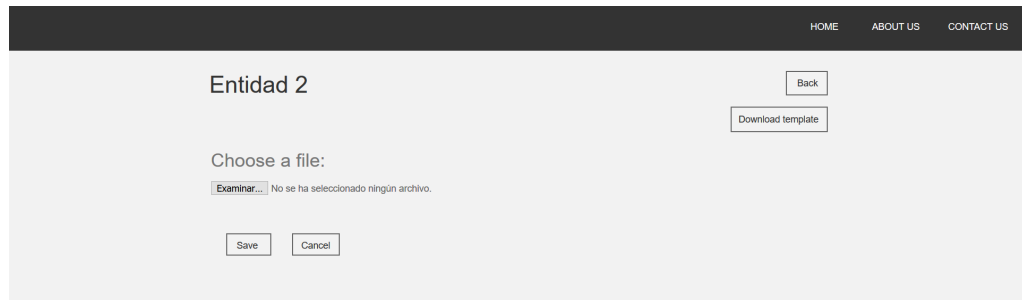 HOME ABOUT US CONTACT US
Entidad 2
Back
Download template
Choose a file:
Examinar... No se ha seleccionado ningún archivo.
Save Cancel